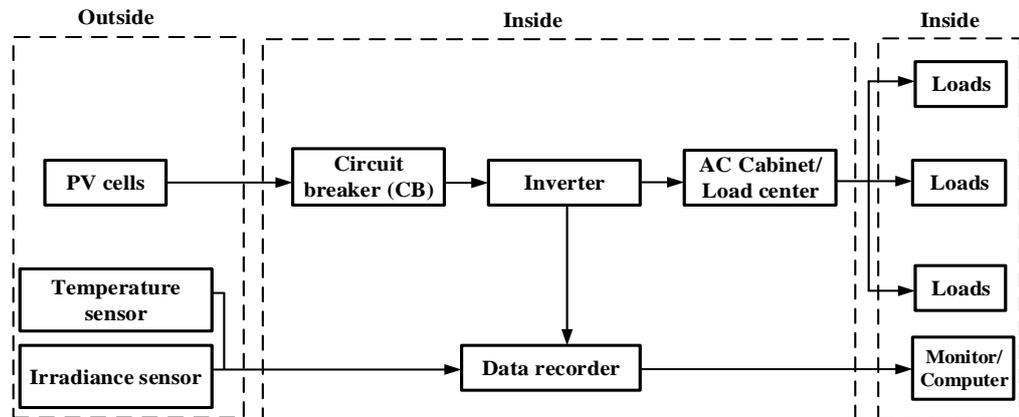 Outside
Inside
Inside
Loads
PV cells
Circuit
breaker (CB)
Inverter
AC Cabinet/
Load center
Loads
Temperature
sensor
Loads
Irradiance sensor
Data recorder
Monitor/
Computer